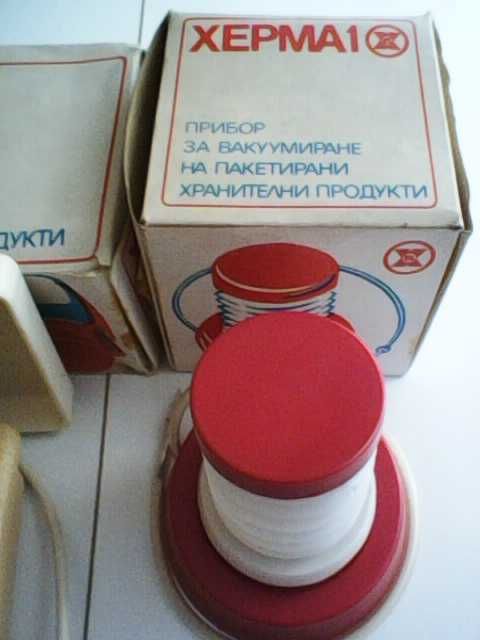 ХЕРМА1
ПРИБОР
ЗА ВАКУУМИРАНЕ
НА ПАКЕТИРАНИ
ХРАНИТЕЛНИ ПРОДУКТИ
ДУКТИ